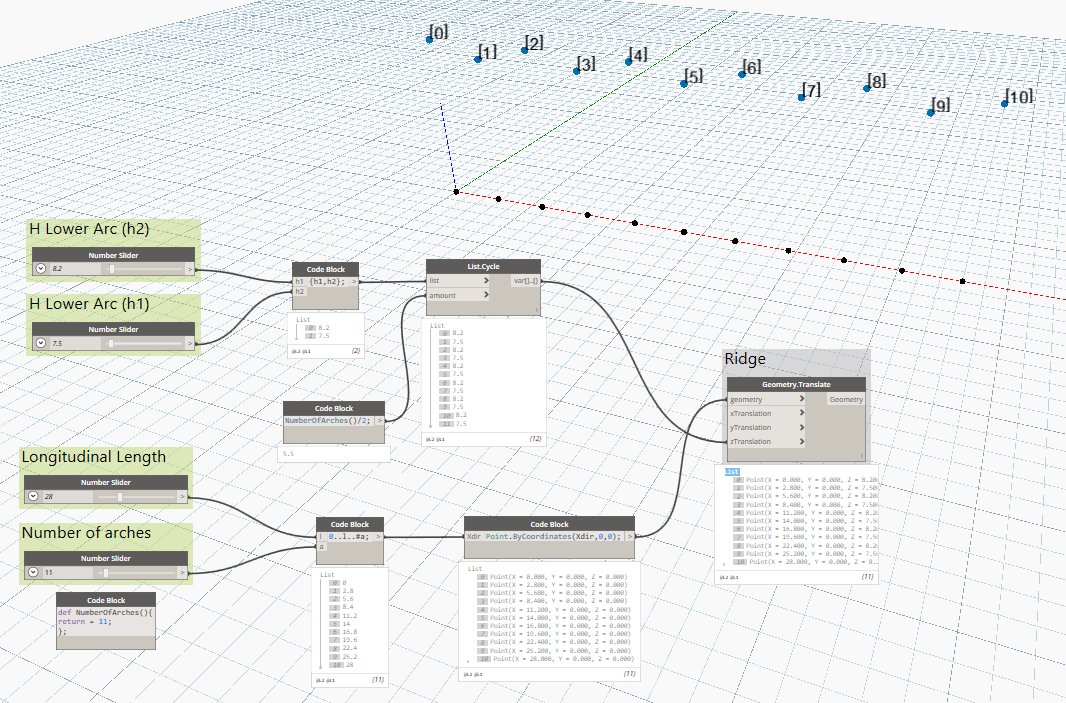 [0]
[1]
[2]
[3]
[4]
[5]
[6]
[7]
[8]
[9]
[10]
H Lower Arc (h2)
Number Slider
8.2
>
H Lower Arc (h1)
Number Slider
7.5
>
Code Block
h1 {h1,h2}; >
h2
List
0 8.2
1 7.5
@L2 @L1 {2}
List.Cycle
list > var[]..[]
amount >
List
0 8.2
1 7.5
2 8.2
3 7.5
4 8.2
5 7.5
6 8.2
7 7.5
8 8.2
9 7.5
10 8.2
11 7.5
@L2 @L1 {12}
Code Block
NumberOfArches()/2; >
5.5
Ridge
Geometry.Translate
geometry > Geometry
xTranslation >
yTranslation >
zTranslation >
List
0 Point(X = 0.000, Y = 0.000, Z = 8.20
1 Point(X = 2.800, Y = 0.000, Z = 7.50
2 Point(X = 5.600, Y = 0.000, Z = 8.20
3 Point(X = 8.400, Y = 0.000, Z = 7.50
4 Point(X = 11.200, Y = 0.000, Z = 8.2
5 Point(X = 14.000, Y = 0.000, Z = 7.5
6 Point(X = 16.800, Y = 0.000, Z = 8.2
7 Point(X = 19.600, Y = 0.000, Z = 7.5
8 Point(X = 22.400, Y = 0.000, Z = 8.2
9 Point(X = 25.200, Y = 0.000, Z = 7.5
10 Point(X = 28.000, Y = 0.000, Z = 8.
@L2 @L1 {11}
Longitudinal Length
Number Slider
28
>
Number of arches
Number Slider
11
>
Code Block
def NumberOfArches(){
return = 11;
};
Code Block
l 0..l..#a; >
a
List
0 0
1 2.8
2 5.6
3 8.4
4 11.2
5 14
6 16.8
7 19.6
8 22.4
9 25.2
10 28
@L2 @L1 {11}
Code Block
Xdir Point.ByCoordinates(Xdir,0,0); >
List
0 Point(X = 0.000, Y = 0.000, Z = 0.000)
1 Point(X = 2.800, Y = 0.000, Z = 0.000)
2 Point(X = 5.600, Y = 0.000, Z = 0.000)
3 Point(X = 8.400, Y = 0.000, Z = 0.000)
4 Point(X = 11.200, Y = 0.000, Z = 0.000)
5 Point(X = 14.000, Y = 0.000, Z = 0.000)
6 Point(X = 16.800, Y = 0.000, Z = 0.000)
7 Point(X = 19.600, Y = 0.000, Z = 0.000)
8 Point(X = 22.400, Y = 0.000, Z = 0.000)
9 Point(X = 25.200, Y = 0.000, Z = 0.000)
10 Point(X = 28.000, Y = 0.000, Z = 0.000)
@L2 @L1 {11}